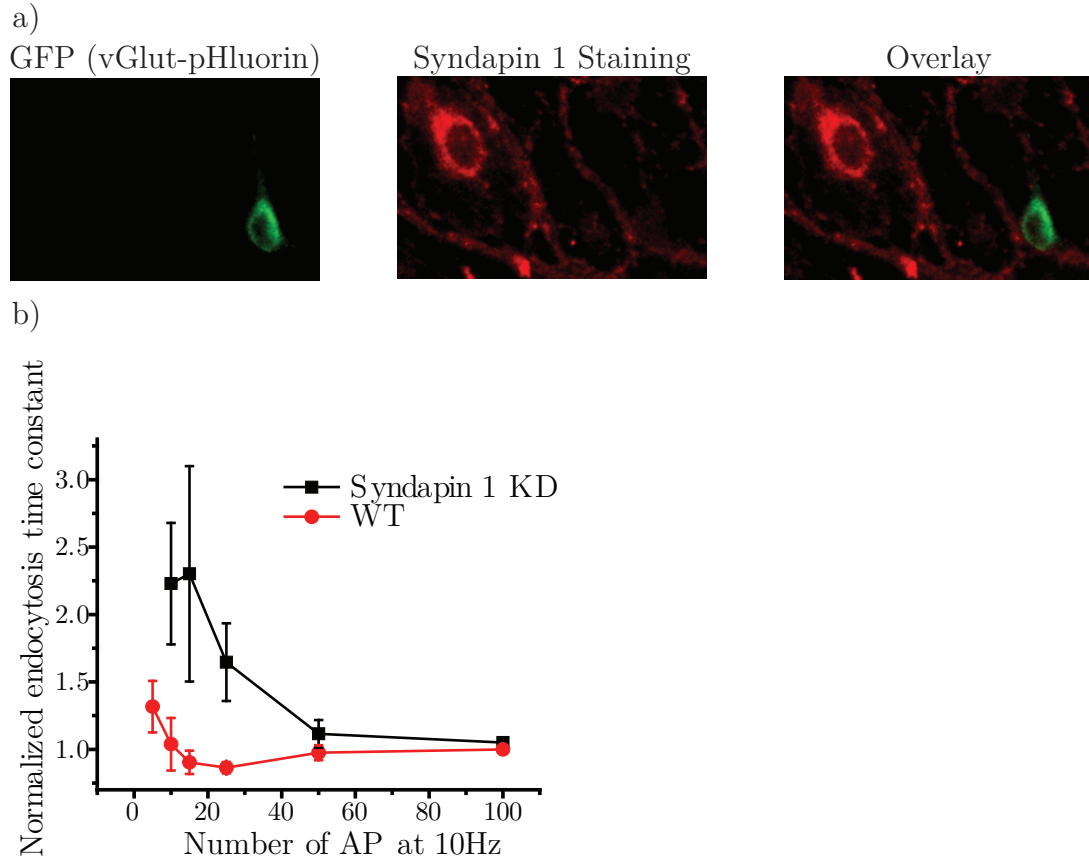 a)
GFP (vGlut-pHluorin)
Syndapin 1 Staining
Overlay
b)
Normalized endocytosis time constant
3.0
2.5
2.0
1.5
1.0
Syndapin 1 KD
WT
0 20 40 60 80 100
Number of AP at 10Hz